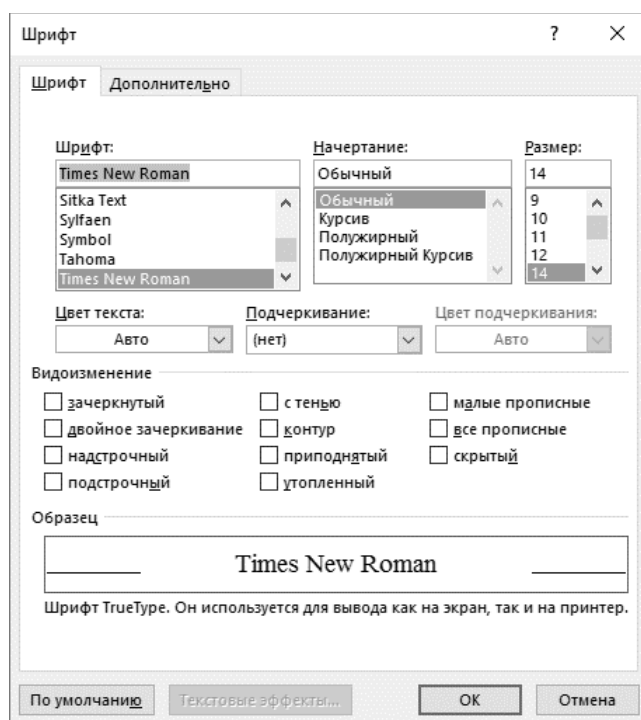 Шрифт ?
Шрифт Дополнительно
Шрифт: Начертание: Размер:
Times New Roman Обычный 14
Sitka Text Обычный 9
Sylfaen Курсив 10
Symbol Полужирный 11
Tahoma Полужирный Курсив 12
Times New Roman 14
Цвет текста: Подчеркивание: Цвет подчеркивания:
Авто (нет) Авто
Видоизменение
зачеркнутый с тенью малые прописные
двойное зачеркивание контур все прописные
надстрочный приподнятый скрытый
подстрочный утопленный
Образец
Times New Roman
Шрифт TrueType. Он используется для вывода как на экран, так и на принтер.
По умолчанию Текстовые эффекты... ОК Отмена